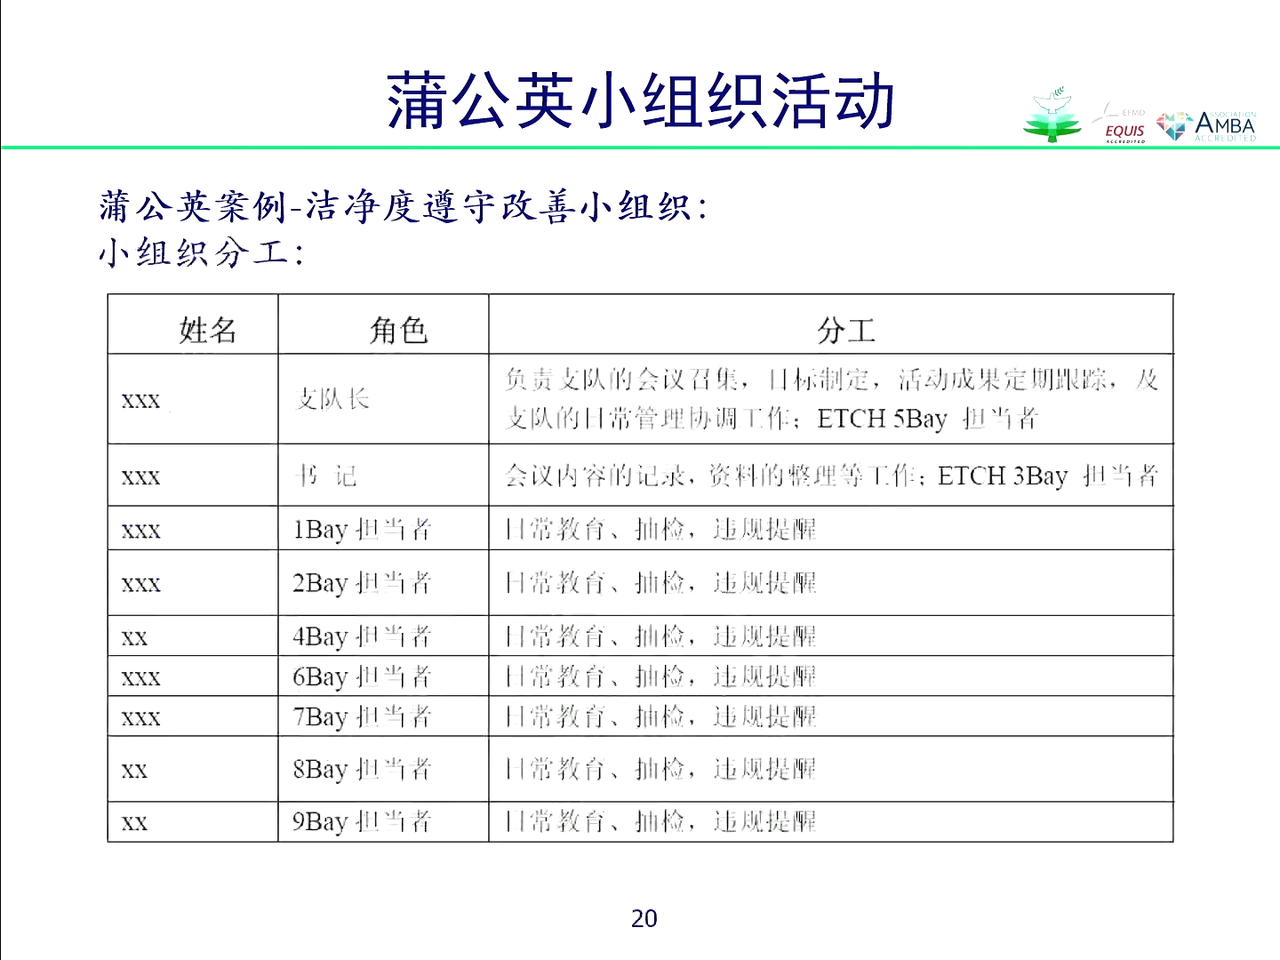 蒲公英小组织活动
EFMD
EQUIS
ACCREDITED
ASSOCIATION
AMBA
ACCREDITED
蒲公英案例-洁净度遵守改善小组织：
小组织分工：
姓名 角色 分工
xxx 支队长 负责支队的会议召集，目标制定，活动成果定期跟踪，及
支队的日常管理协调工作；ETCH 5Bay 担当者
xxx 书 记 会议内容的记录，资料的整理等工作；ETCH 3Bay 担当者
xxx 1Bay 担当者 日常教育、抽检，违规提醒
xxx 2Bay 担当者 日常教育、抽检，违规提醒
xx 4Bay 担当者 日常教育、抽检，违规提醒
xxx 6Bay 担当者 日常教育、抽检，违规提醒
xxx 7Bay 担当者 日常教育、抽检，违规提醒
xx 8Bay 担当者 日常教育、抽检，违规提醒
xx 9Bay 担当者 日常教育、抽检，违规提醒
20